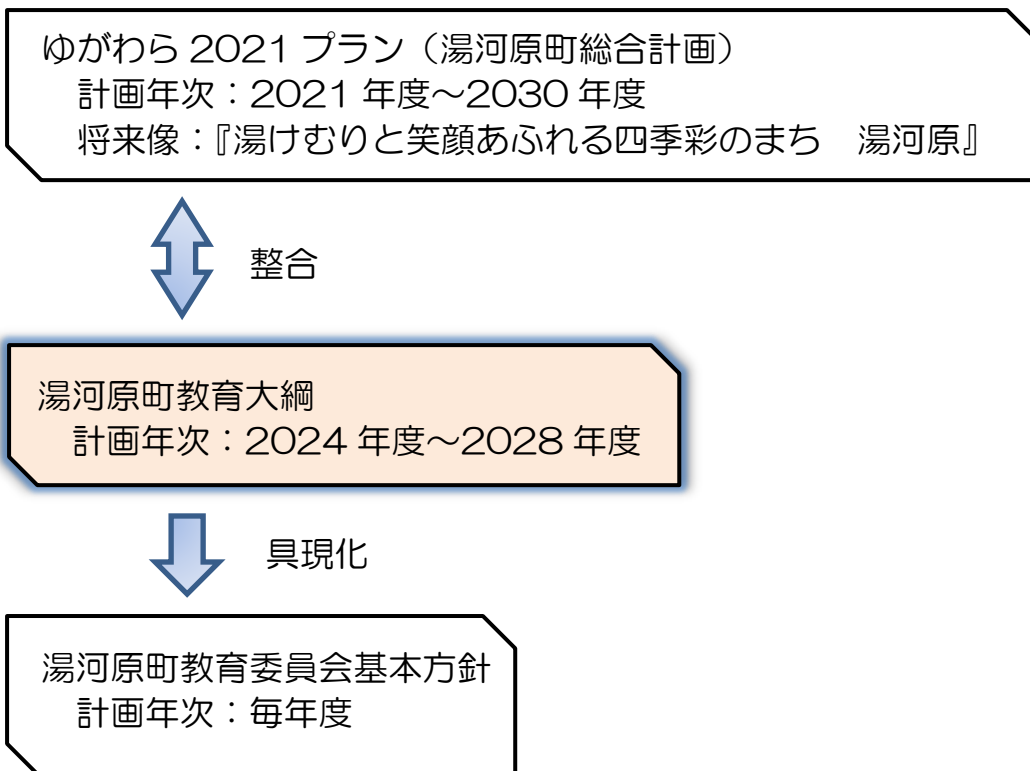 ゆがわら 2021 プラン（湯河原町総合計画）
計画年次：2021 年度～2030 年度
将来像：『湯けむりと笑顔あふれる四季彩のまち　湯河原』
整合
湯河原町教育大綱
計画年次：2024 年度～2028 年度
具現化
湯河原町教育委員会基本方針
計画年次：毎年度